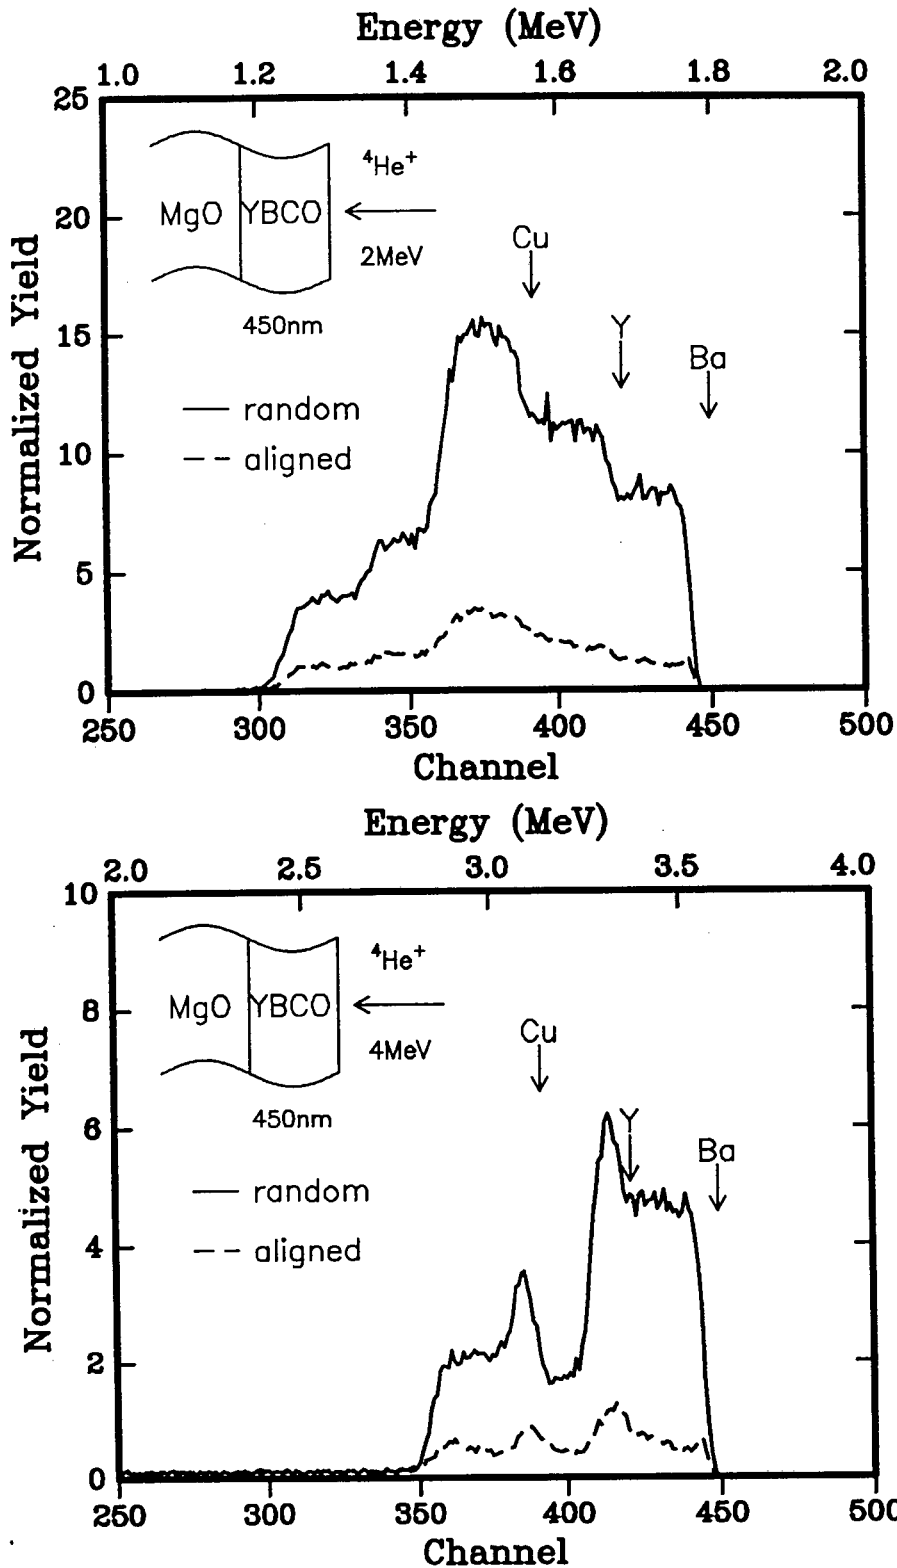 Energy (MeV)
1.0 1.2 1.4 1.6 1.8 2.0
25
20
15
10
5
0
Normalized Yield
MgO YBCO
⁴He⁺
2MeV
450nm
Cu
Y
Ba
random
aligned
250 300 350 400 450 500
Channel
Energy (MeV)
2.0 2.5 3.0 3.5 4.0
10
8
6
4
2
0
Normalized Yield
MgO YBCO
⁴He⁺
4MeV
450nm
Cu
Y
Ba
random
aligned
250 300 350 400 450 500
Channel